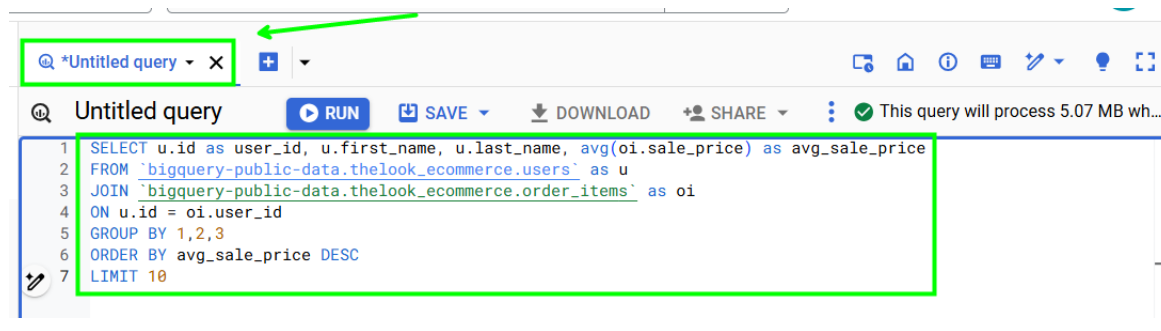 *Untitled query
Untitled query
RUN
SAVE
DOWNLOAD
SHARE
This query will process 5.07 MB wh...
1 SELECT u.id as user_id, u.first_name, u.last_name, avg(oi.sale_price) as avg_sale_price
2 FROM `bigquery-public-data.thelook_ecommerce.users` as u
3 JOIN `bigquery-public-data.thelook_ecommerce.order_items` as oi
4 ON u.id = oi.user_id
5 GROUP BY 1,2,3
6 ORDER BY avg_sale_price DESC
7 LIMIT 10